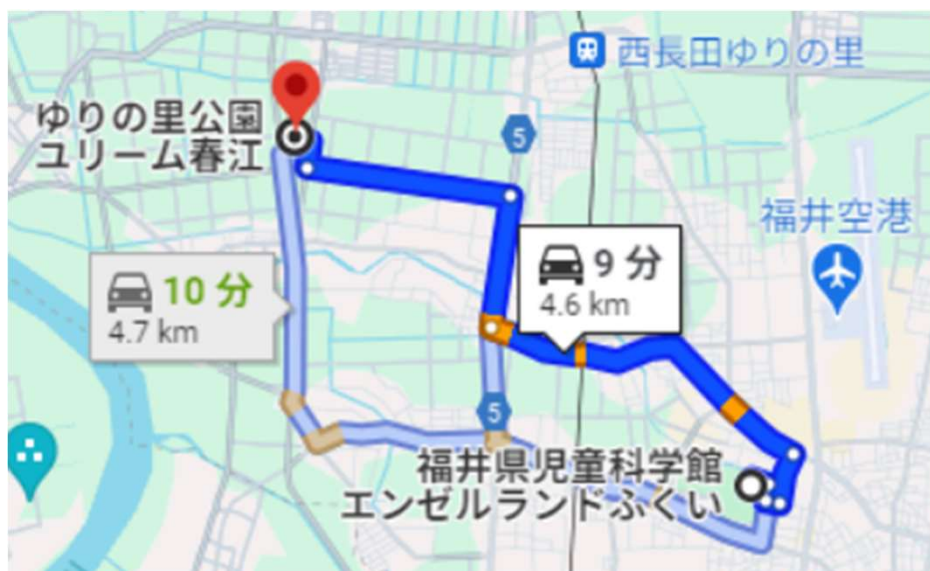 西長田ゆりの里
ゆりの里公園
ユリーム春江
5
福井空港
9 分
4.6 km
10 分
4.7 km
5
福井県児童科学館
エンゼルランドふくい